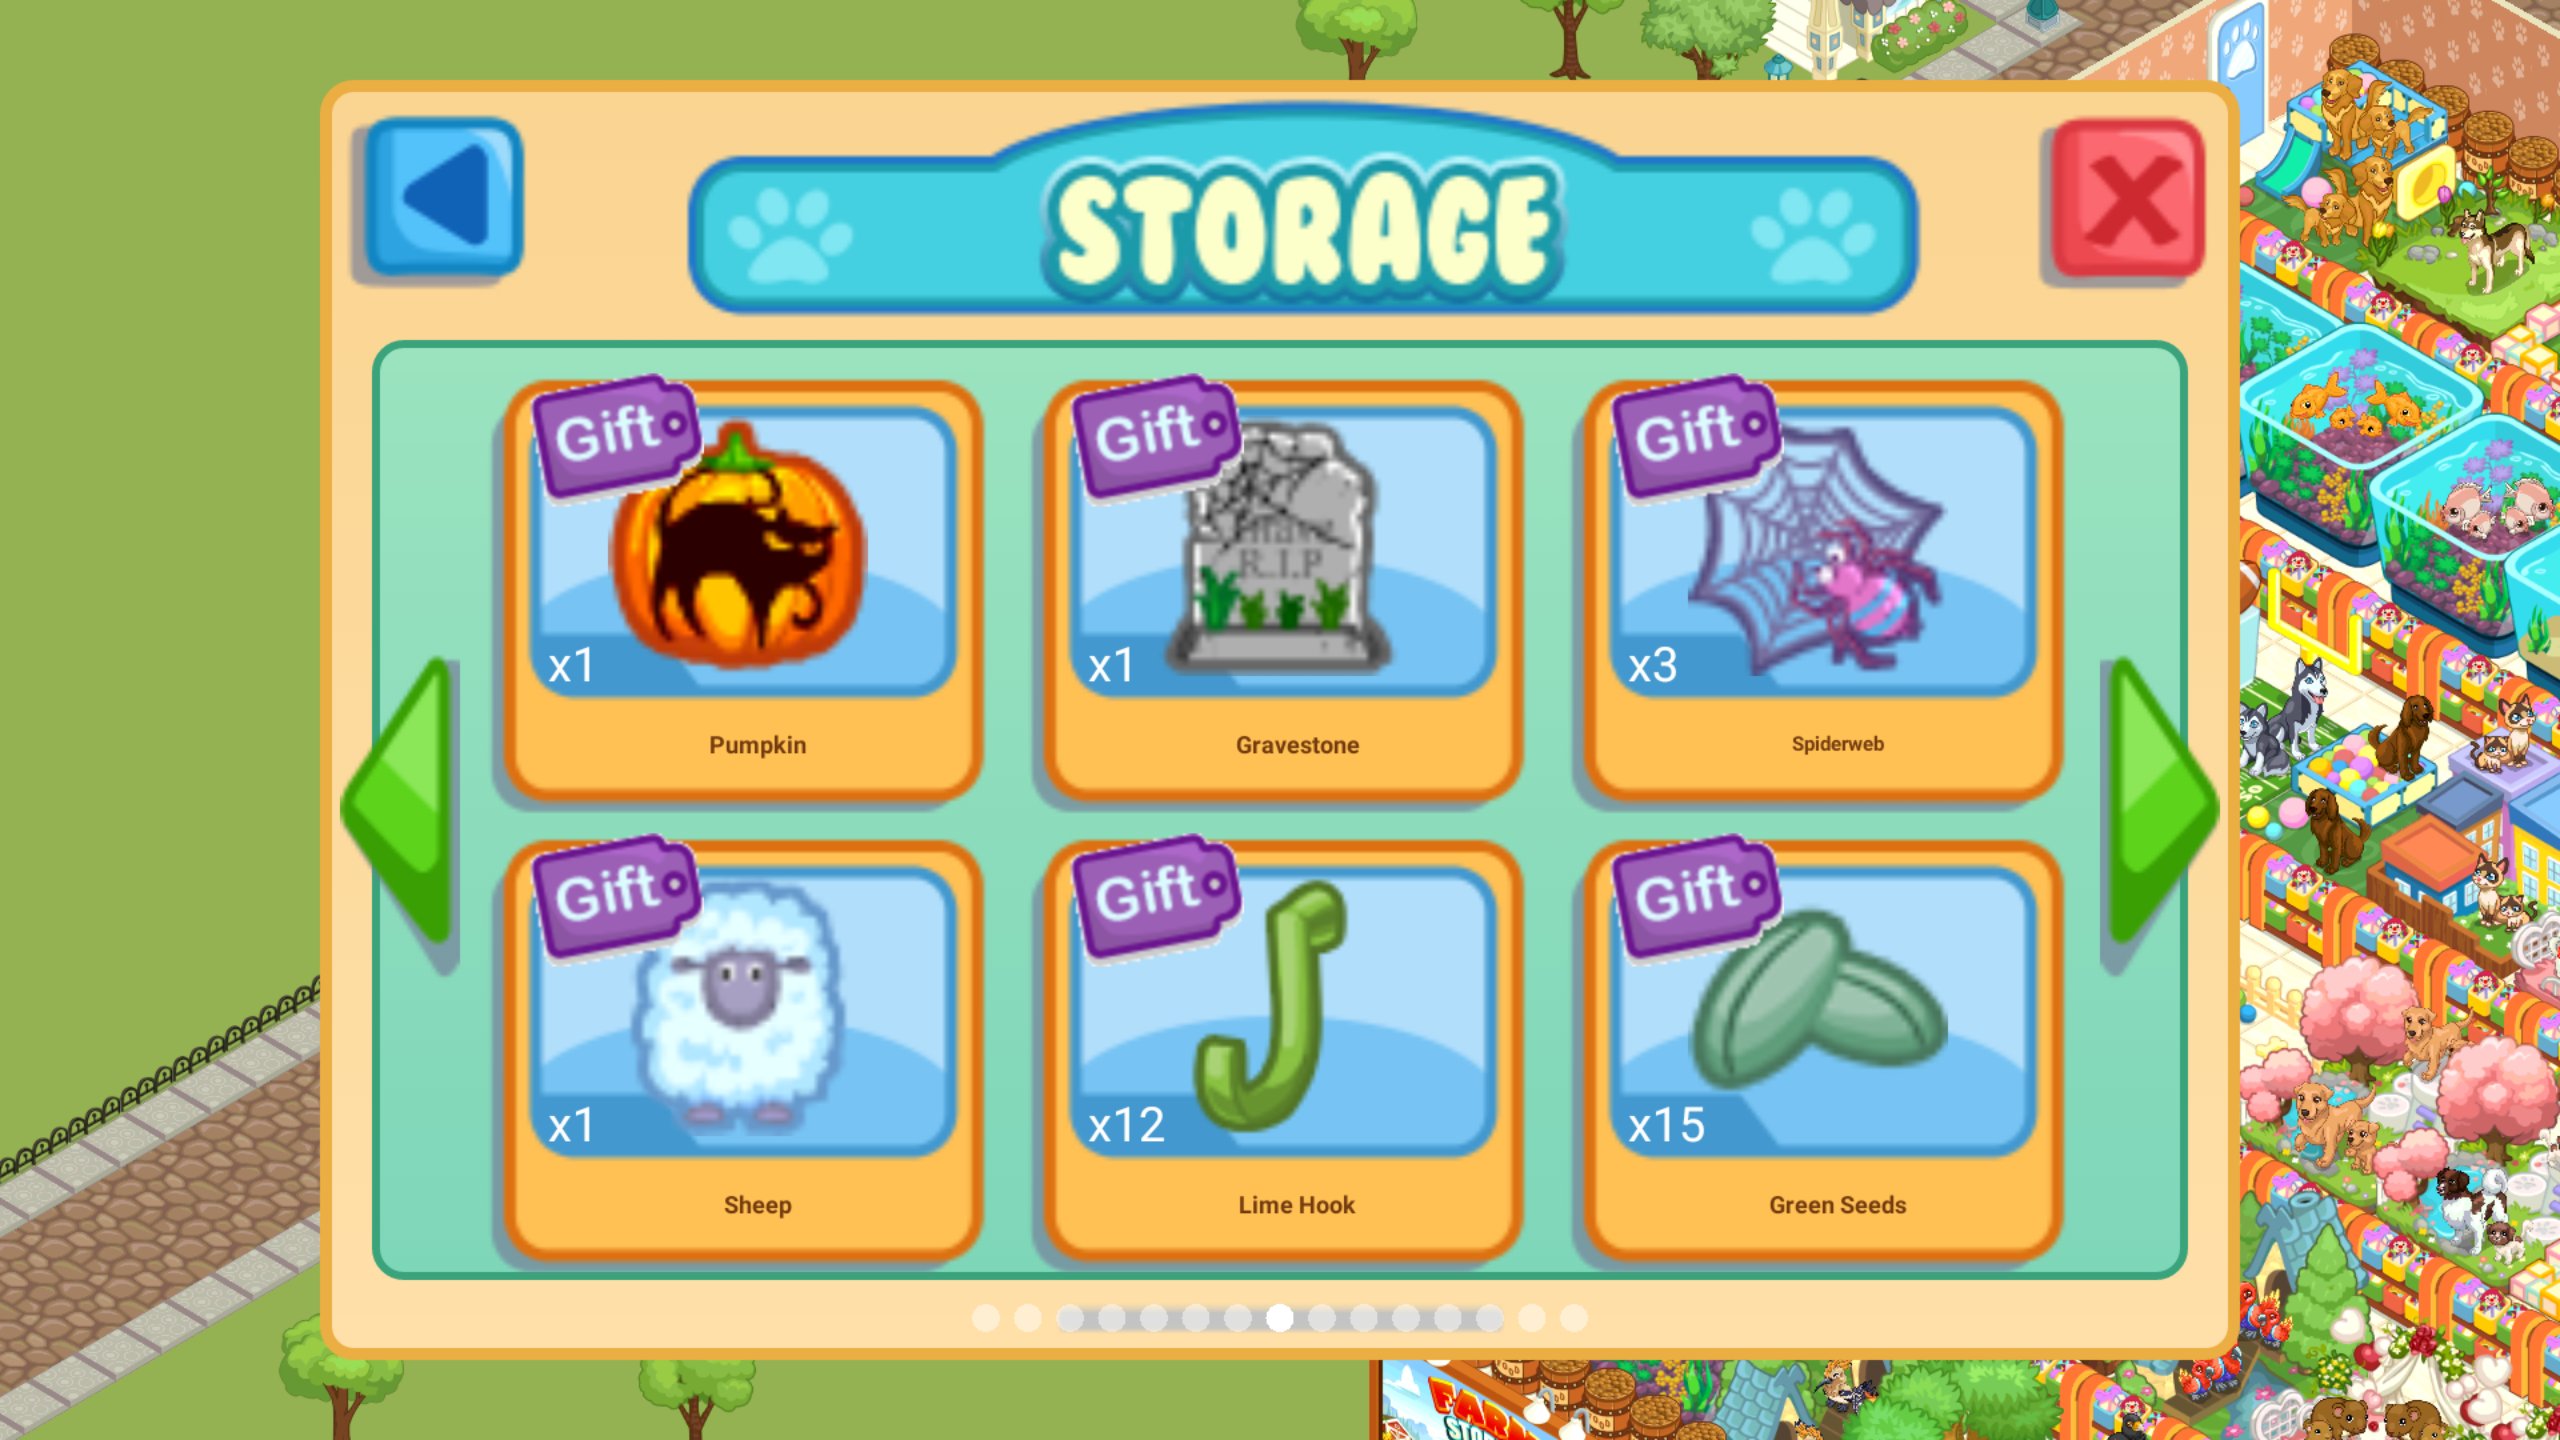 STORAGE
Gift
Gift
Gift
R.I.P
x1
x1
x3
Pumpkin
Gravestone
Spiderweb
Gift
Gift
Gift
x1
x12
x15
Sheep
Lime Hook
Green Seeds